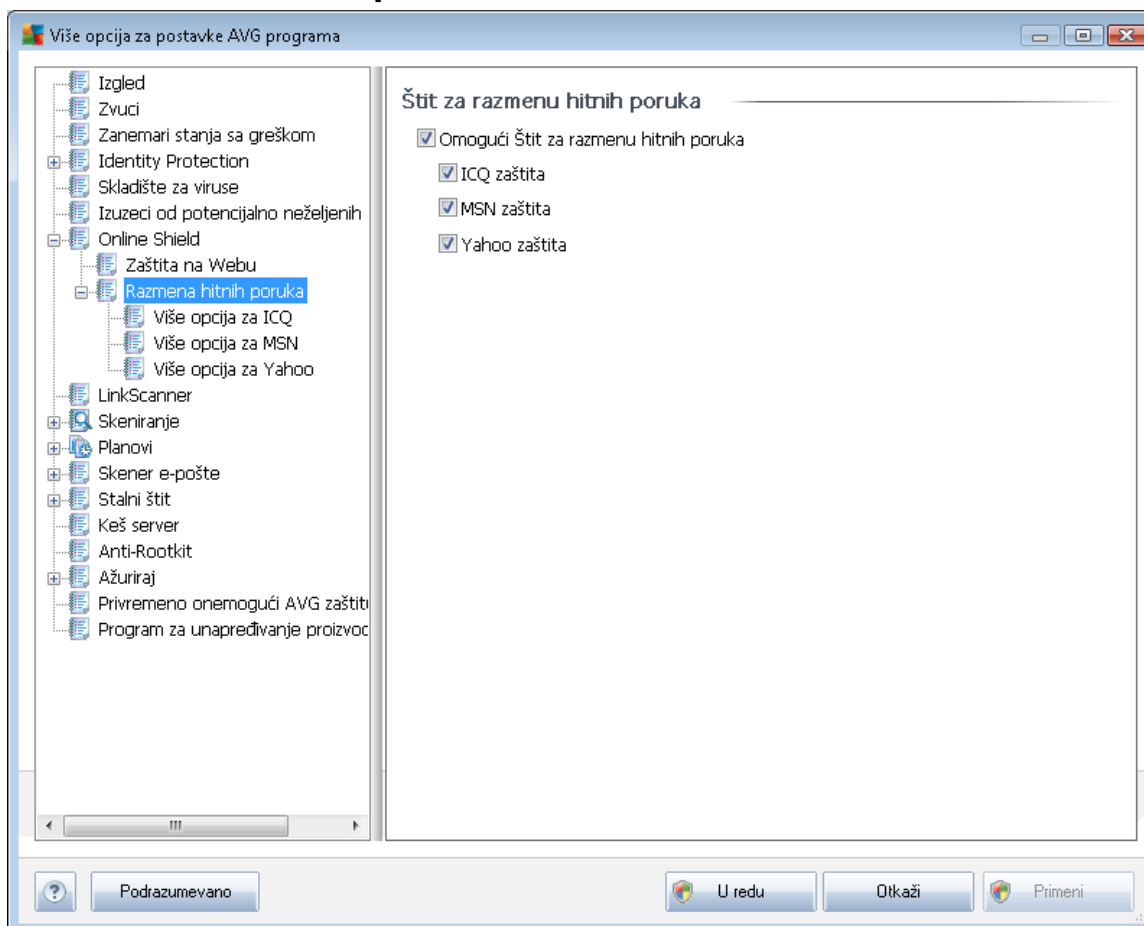 Više opcija za postavke AVG programa
Izgled
Zvuci
Zanemari stanja sa greškom
Identity Protection
Skladište za viruse
Izuzeci od potencijalno neželjenih
Online Shield
Zaštita na Webu
Razmena hitnih poruka
Više opcija za ICQ
Više opcija za MSN
Više opcija za Yahoo
LinkScanner
Skeniranje
Planovi
Skener e-pošte
Stalni štit
Keš server
Anti-Rootkit
Ažuriraj
Privremeno onemogući AVG zaštitu
Program za unapređivanje proizvod
Štit za razmenu hitnih poruka
Omogući Štit za razmenu hitnih poruka
ICQ zaštita
MSN zaštita
Yahoo zaštita
Podrazumevano
U redu
Otkaži
Primeni